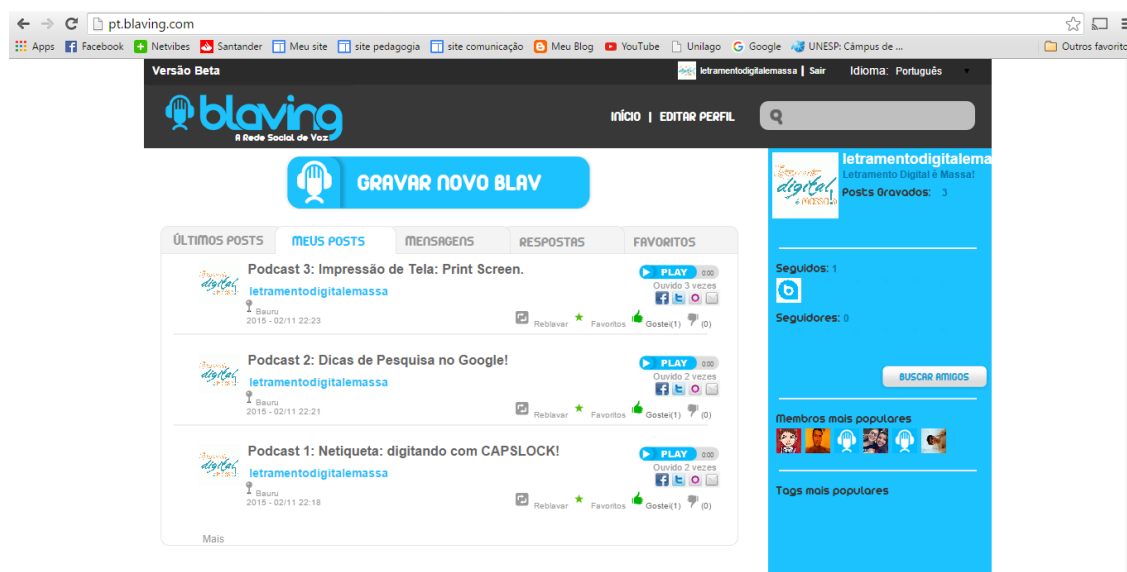 pt.blaving.com
Apps Facebook Netvibes Santander Meu site site pedagogia site comunicação Meu Blog YouTube Unilago Google UNESP: Câmpus de ... Outros favorito
Versão Beta
letramentodigitalemassa | Sair Idioma: Português
blaving
A Rede Social de Voz
INÍCIO | EDITAR PERFIL
GRAVAR NOVO BLAV
ÚLTIMOS POSTS MEUS POSTS MENSAGENS RESPOSTAS FAVORITOS
Podcast 3: Impressão de Tela: Print Screen.
PLAY 0:00
letramentodigitalemassa
Ouvido 3 vezes
Bauru
2015 - 02/11 22:23
Reblavar Favoritos Gostei(1) (0)
Podcast 2: Dicas de Pesquisa no Google!
PLAY 0:00
letramentodigitalemassa
Ouvido 2 vezes
Bauru
2015 - 02/11 22:21
Reblavar Favoritos Gostei(1) (0)
Podcast 1: Netiqueta: digitando com CAPSLOCK!
PLAY 0:00
letramentodigitalemassa
Ouvido 2 vezes
Bauru
2015 - 02/11 22:18
Reblavar Favoritos Gostei(1) (0)
Mais
digital
é massa!
letramentodigitalema
Letramento Digital é Massa!
Posts Gravados: 3
Seguidos: 1
Seguidores: 0
BUSCAR AMIGOS
Membros mais populares
Tags mais populares